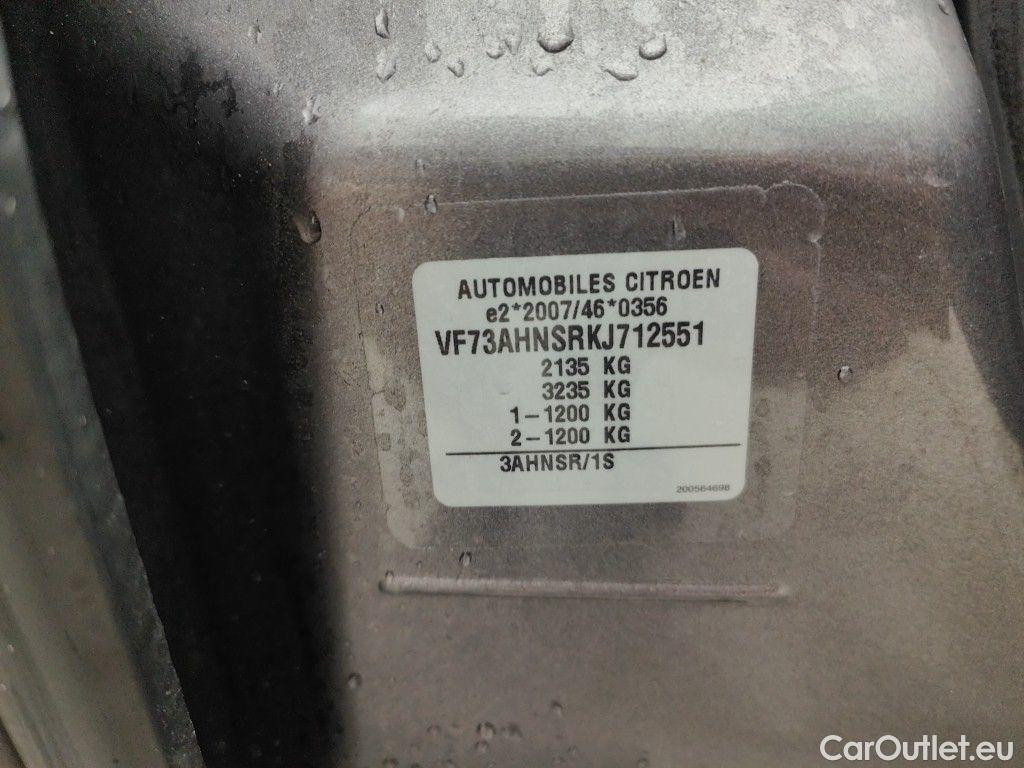 AUTOMOBILES CITROEN
e2*2007/46*0356
VF73AHNSRKJ712551
2135 KG
3235 KG
1-1200 KG
2-1200 KG
3AHNSR/1S
200564698
CarOutlet.eu